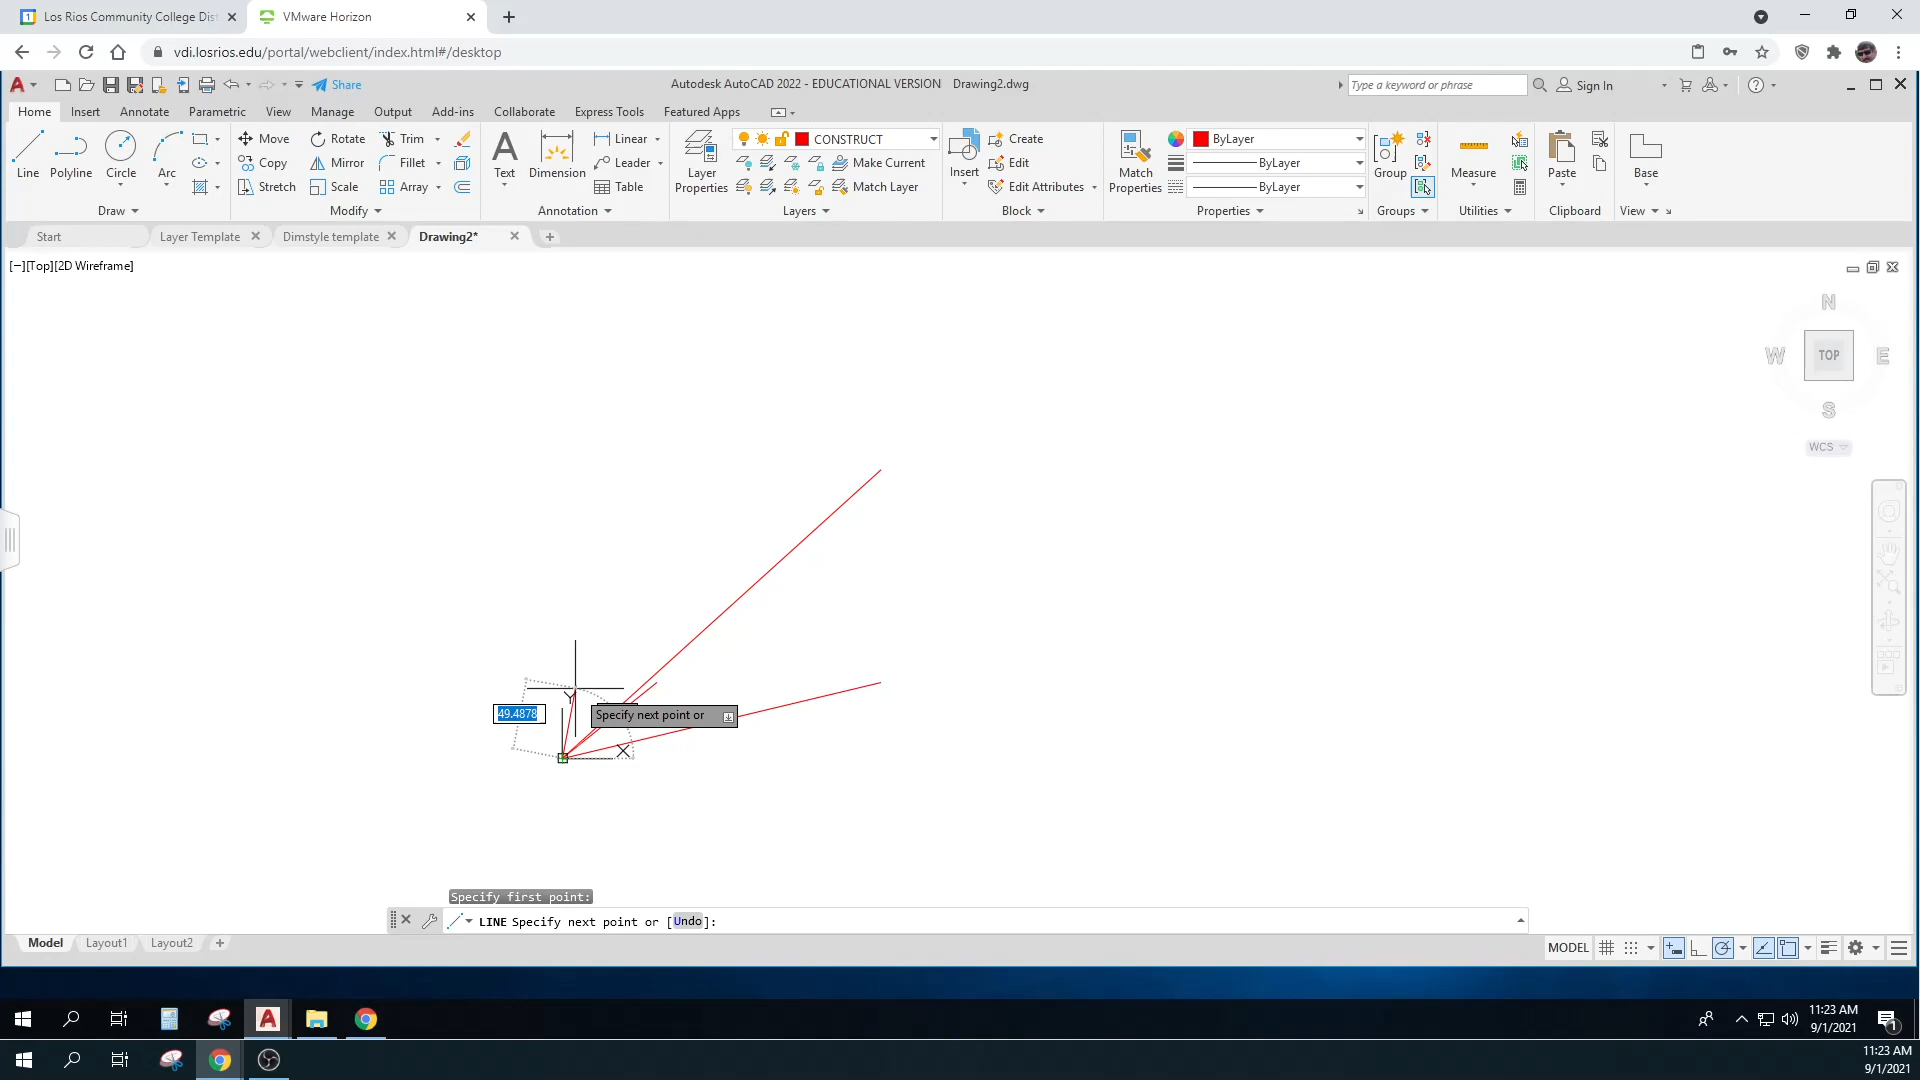 Los Rios Community College Dist
VMware Horizon
vdi.losrios.edu/portal/webclient/index.html#/desktop
Share
Autodesk AutoCAD 2022 - EDUCATIONAL VERSION Drawing2.dwg
Type a keyword or phrase
Sign In
Home Insert Annotate Parametric View Manage Output Add-ins Collaborate Express Tools Featured Apps
Line Polyline Circle Arc
Move Rotate Trim
Copy Mirror Fillet
Stretch Scale Array
Text Dimension
Linear
Leader
Table
Layer Properties
CONSTRUCT
Make Current
Match Layer
Insert
Create
Edit
Edit Attributes
Match Properties
ByLayer
ByLayer
ByLayer
Group
Measure
Paste
Base
Draw Modify Annotation Layers Block Properties Groups Utilities Clipboard View
Start Layer Template Dimstyle template Drawing2*
[−][Top][2D Wireframe]
N
W TOP E
S
WCS
Y
49.4878
Specify next point or
X
Specify first point:
LINE Specify next point or [Undo]:
Model Layout1 Layout2
MODEL
11:23 AM
9/1/2021
1
11:23 AM
9/1/2021